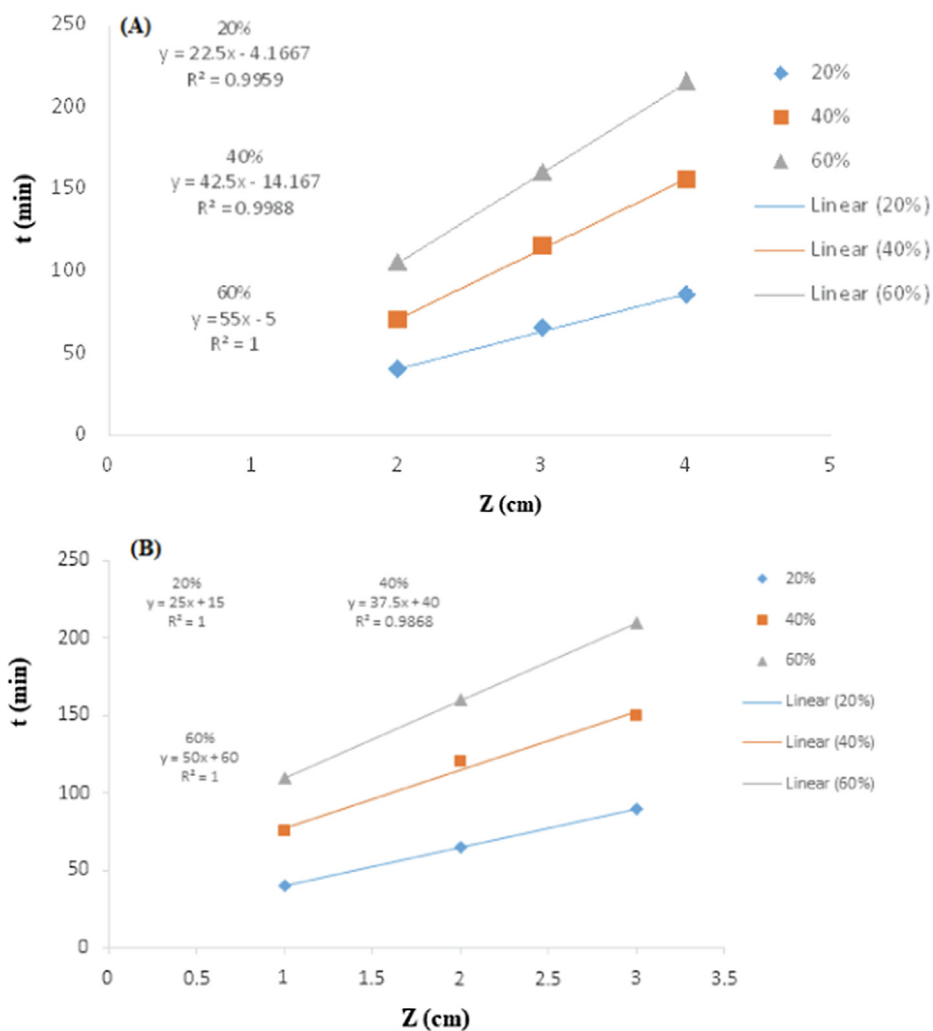 (A)
20%
y = 22.5x - 4.1667
R² = 0.9959
40%
y = 42.5x - 14.167
R² = 0.9988
60%
y = 55x - 5
R² = 1
250
200
150
100
50
0
t (min)
0 1 2 3 4 5
Z (cm)
20%
40%
60%
Linear (20%)
Linear (40%)
Linear (60%)
(B)
20%
y = 25x + 15
R² = 1
40%
y = 37.5x + 40
R² = 0.9868
60%
y = 50x + 60
R² = 1
250
200
150
100
50
0
t (min)
0 0.5 1 1.5 2 2.5 3 3.5
Z (cm)
20%
40%
60%
Linear (20%)
Linear (40%)
Linear (60%)